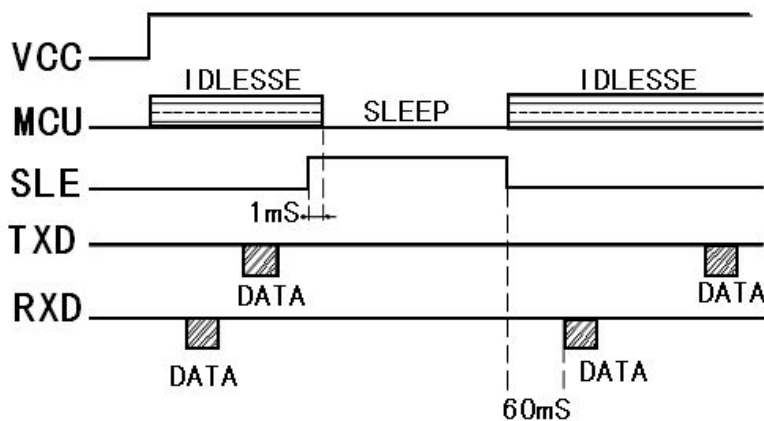 VCC
IDLESSE IDLESSE
MCU SLEEP
SLE
1mS
TXD
DATA DATA
RXD
DATA DATA
60mS